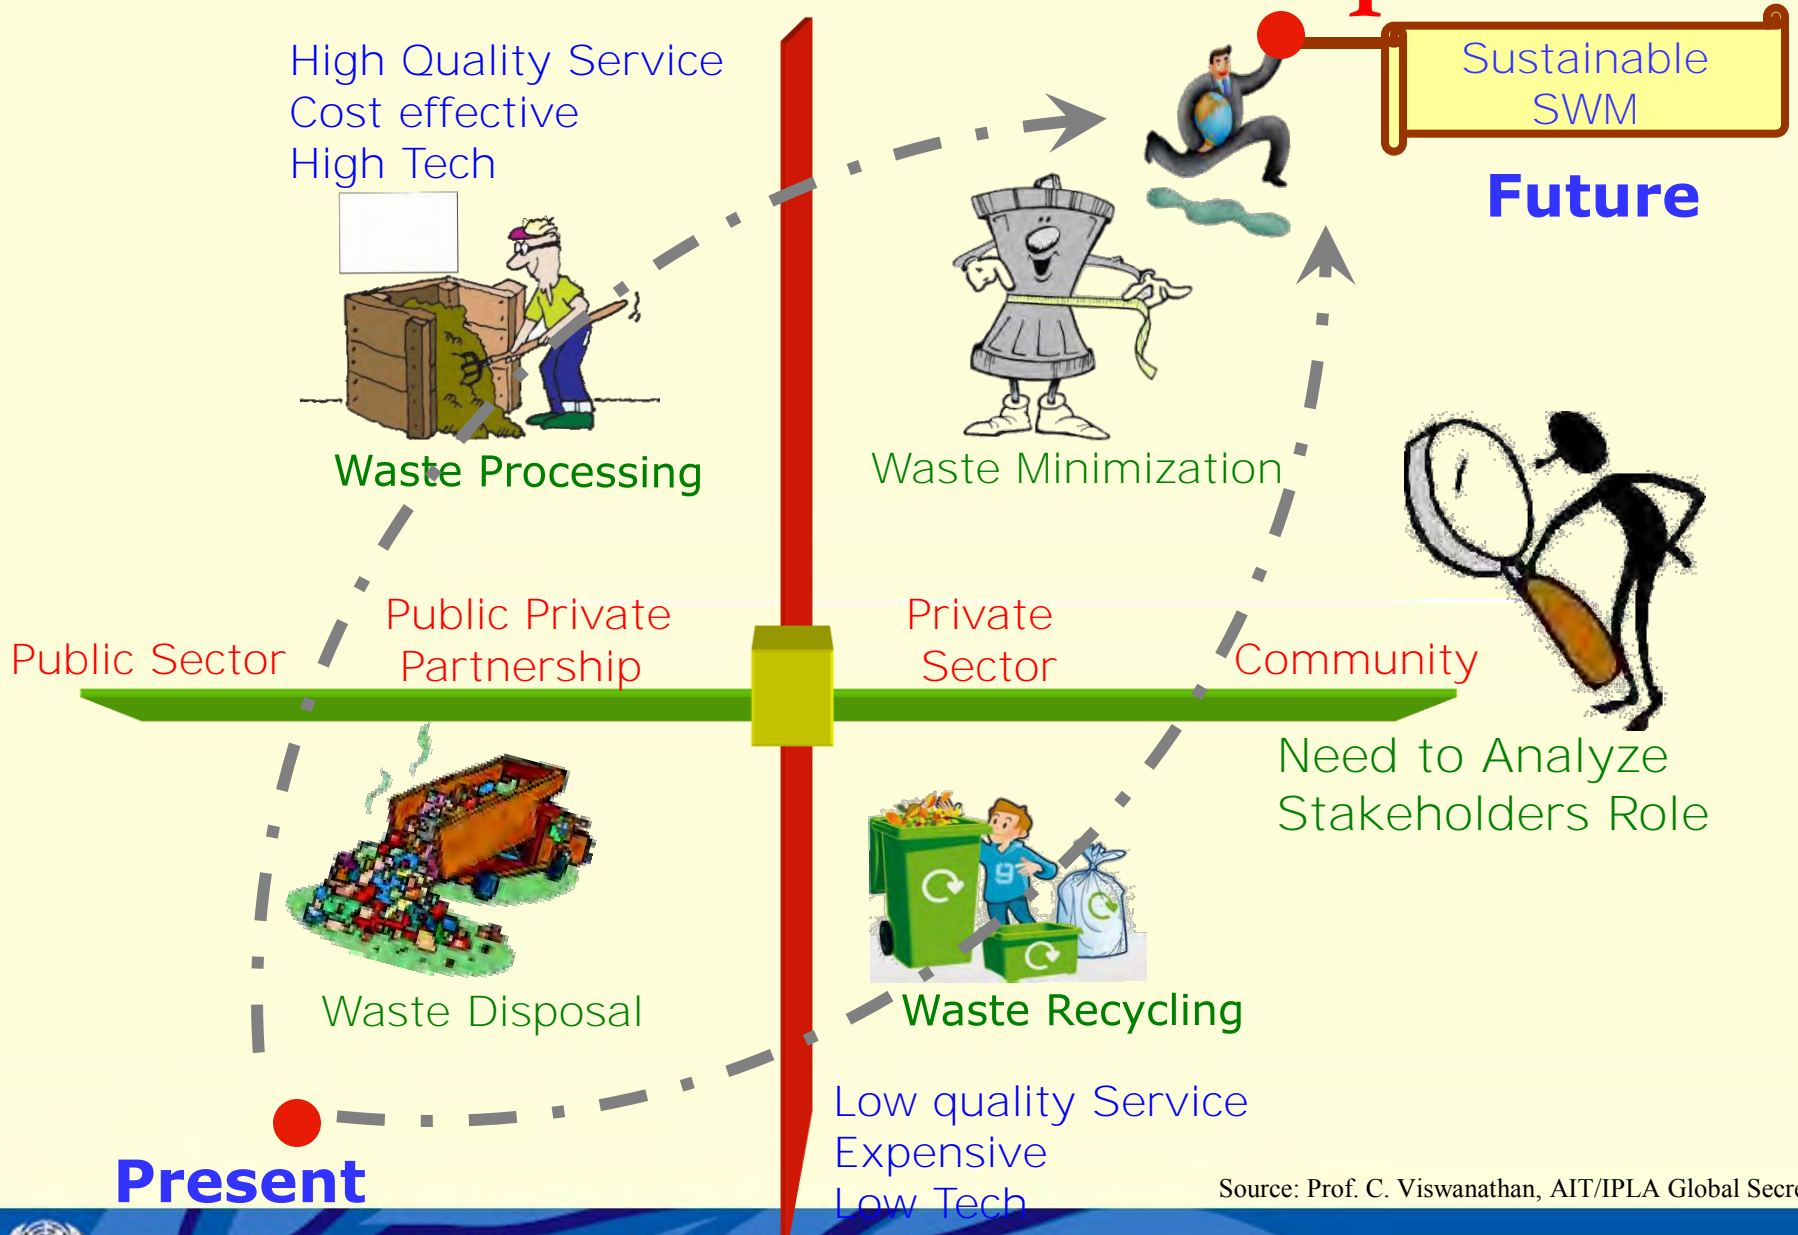 Sustainable
SWM
Future
High Quality Service
Cost effective
High Tech
Waste Processing
Waste Minimization
Public Sector
Public Private
Partnership
Private
Sector
Community
Need to Analyze
Stakeholders Role
9
Waste Disposal
Waste Recycling
Present
Low quality Service
Expensive
Low Tech
Source: Prof. C. Viswanathan, AIT/IPLA Global Secre